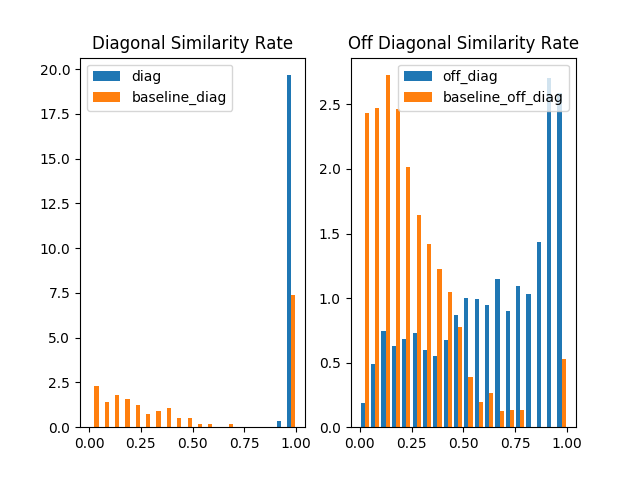 Diagonal Similarity Rate
diag
baseline_diag
20.0
17.5
15.0
12.5
10.0
7.5
5.0
2.5
0.0
0.00 0.25 0.50 0.75 1.00
Off Diagonal Similarity Rate
off_diag
baseline_off_diag
2.5
2.0
1.5
1.0
0.5
0.0
0.00 0.25 0.50 0.75 1.00